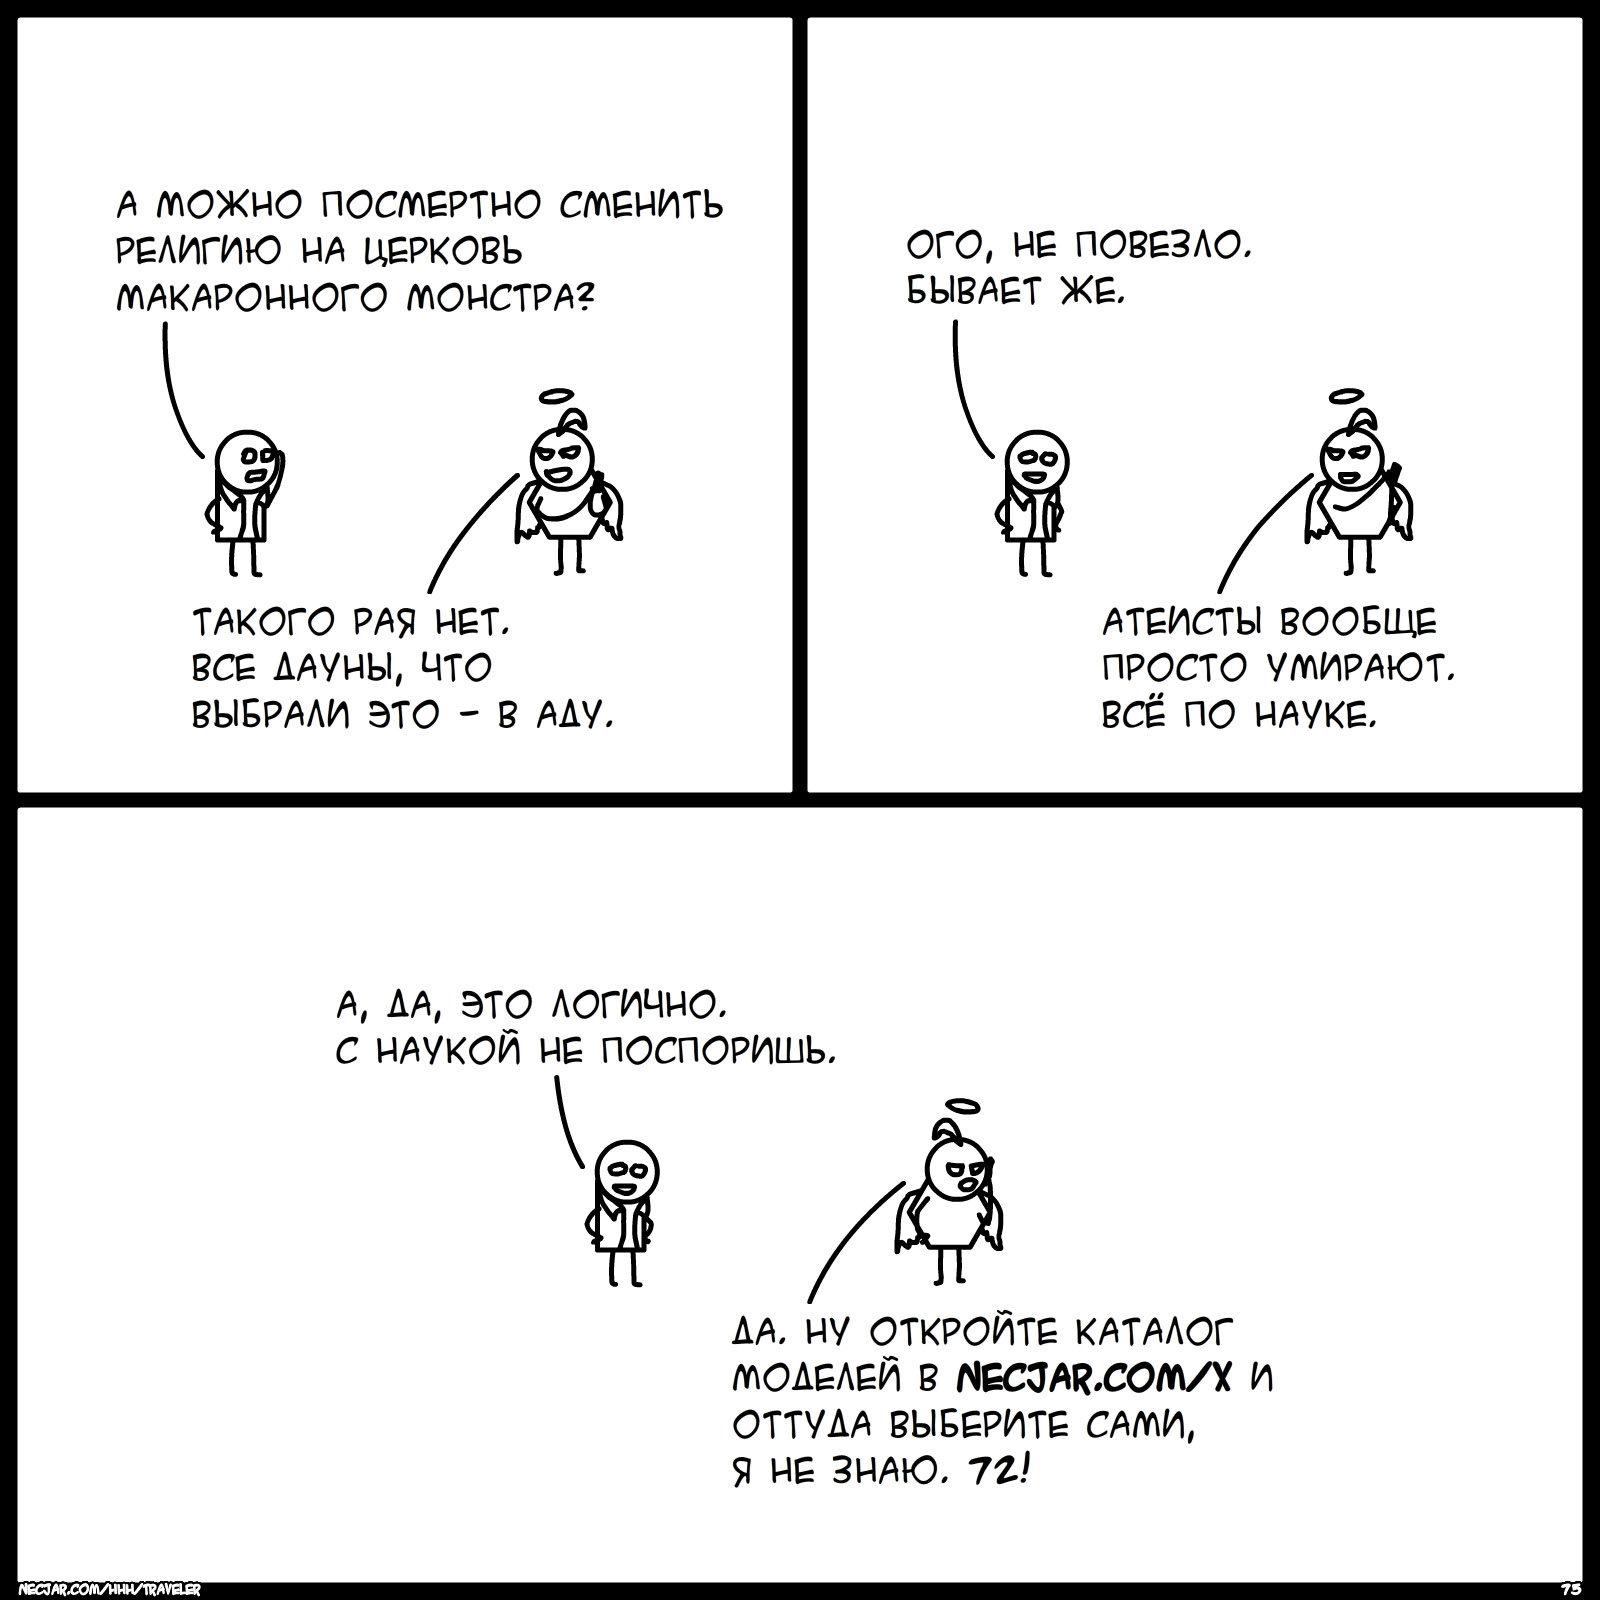 А МОЖНО ПОСМЕРТНО СМЕНИТЬ
РЕЛИГИЮ НА ЦЕРКОВЬ
МАКАРОННОГО МОНСТРА?
ТАКОГО РАЯ НЕТ.
ВСЕ ДАУНЫ, ЧТО
ВЫБРАЛИ ЭТО – В АДУ.
ОГО, НЕ ПОВЕЗЛО.
БЫВАЕТ ЖЕ.
АТЕИСТЫ ВООБЩЕ
ПРОСТО УМИРАЮТ.
ВСЁ ПО НАУКЕ.
А, ДА, ЭТО ЛОГИЧНО.
С НАУКОЙ НЕ ПОСПОРИШЬ.
ДА. НУ ОТКРОЙТЕ КАТАЛОГ
МОДЕЛЕЙ В NECJAR.COM/X И
ОТТУДА ВЫБЕРИТЕ САМИ,
Я НЕ ЗНАЮ. 72!
NECJAR.COM/HHH/TRAVELER
75